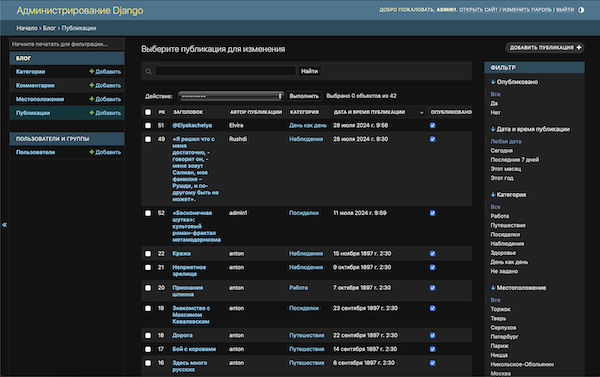 Администрирование Django
ДОБРО ПОЖАЛОВАТЬ, ADMIN1. ОТКРЫТЬ САЙТ / ИЗМЕНИТЬ ПАРОЛЬ / ВЫЙТИ
Начало › Блог › Публикации
Начните печатать для фильтрации...
БЛОГ
Категории + Добавить
Комментарии + Добавить
Местоположения + Добавить
Публикации + Добавить
ПОЛЬЗОВАТЕЛИ И ГРУППЫ
Пользователи + Добавить
«
Выберите публикация для изменения
ДОБАВИТЬ ПУБЛИКАЦИЯ +
Найти
Действие: --------- Выполнить Выбрано 0 объектов из 42
PK ЗАГОЛОВОК АВТОР ПУБЛИКАЦИИ КАТЕГОРИЯ ДАТА И ВРЕМЯ ПУБЛИКАЦИИ ОПУБЛИКОВАНО
51 @Elyakachelya Elvira День как день 28 июля 2024 г. 9:56
49 «Я решил что с Rushdi Наблюдения 28 июля 2024 г. 9:30
меня
достаточно, -
говорит он, -
меня зовут
Салман, моя
фамилия –
Рушди, и по-
другому быть не
может».
52 «Бесконечная admin1 Посиделки 11 июля 2024 г. 9:59
шутка»:
культовый
роман-фрактал
метамодернизма
22 Кража anton Наблюдения 15 ноября 1897 г. 2:30
21 Неприятное anton Наблюдения 9 октября 1897 г. 2:30
зрелище
20 Признания anton Работа 7 октября 1897 г. 2:30
шпиона
19 Знакомство с anton Посиделки 23 сентября 1897 г. 2:30
Максимом
Ковалевским
18 Дорога anton Путешествия 22 сентября 1897 г. 2:30
17 Бой с коровами anton Путешествия 14 сентября 1897 г. 2:30
16 Здесь много anton Путешествия 8 сентября 1897 г. 2:30
русских
ФИЛЬТР
↓ Опубликовано
Все
Да
Нет
↓ Дата и время публикации
Любая дата
Сегодня
Последние 7 дней
Этот месяц
Этот год
↓ Категория
Все
Работа
Путешествия
Посиделки
Наблюдения
Здоровье
День как день
Не задано
↓ Местоположение
Все
Торжок
Тверь
Серпухов
Петербург
Париж
Ницца
Никольское-Обольянин
Москва